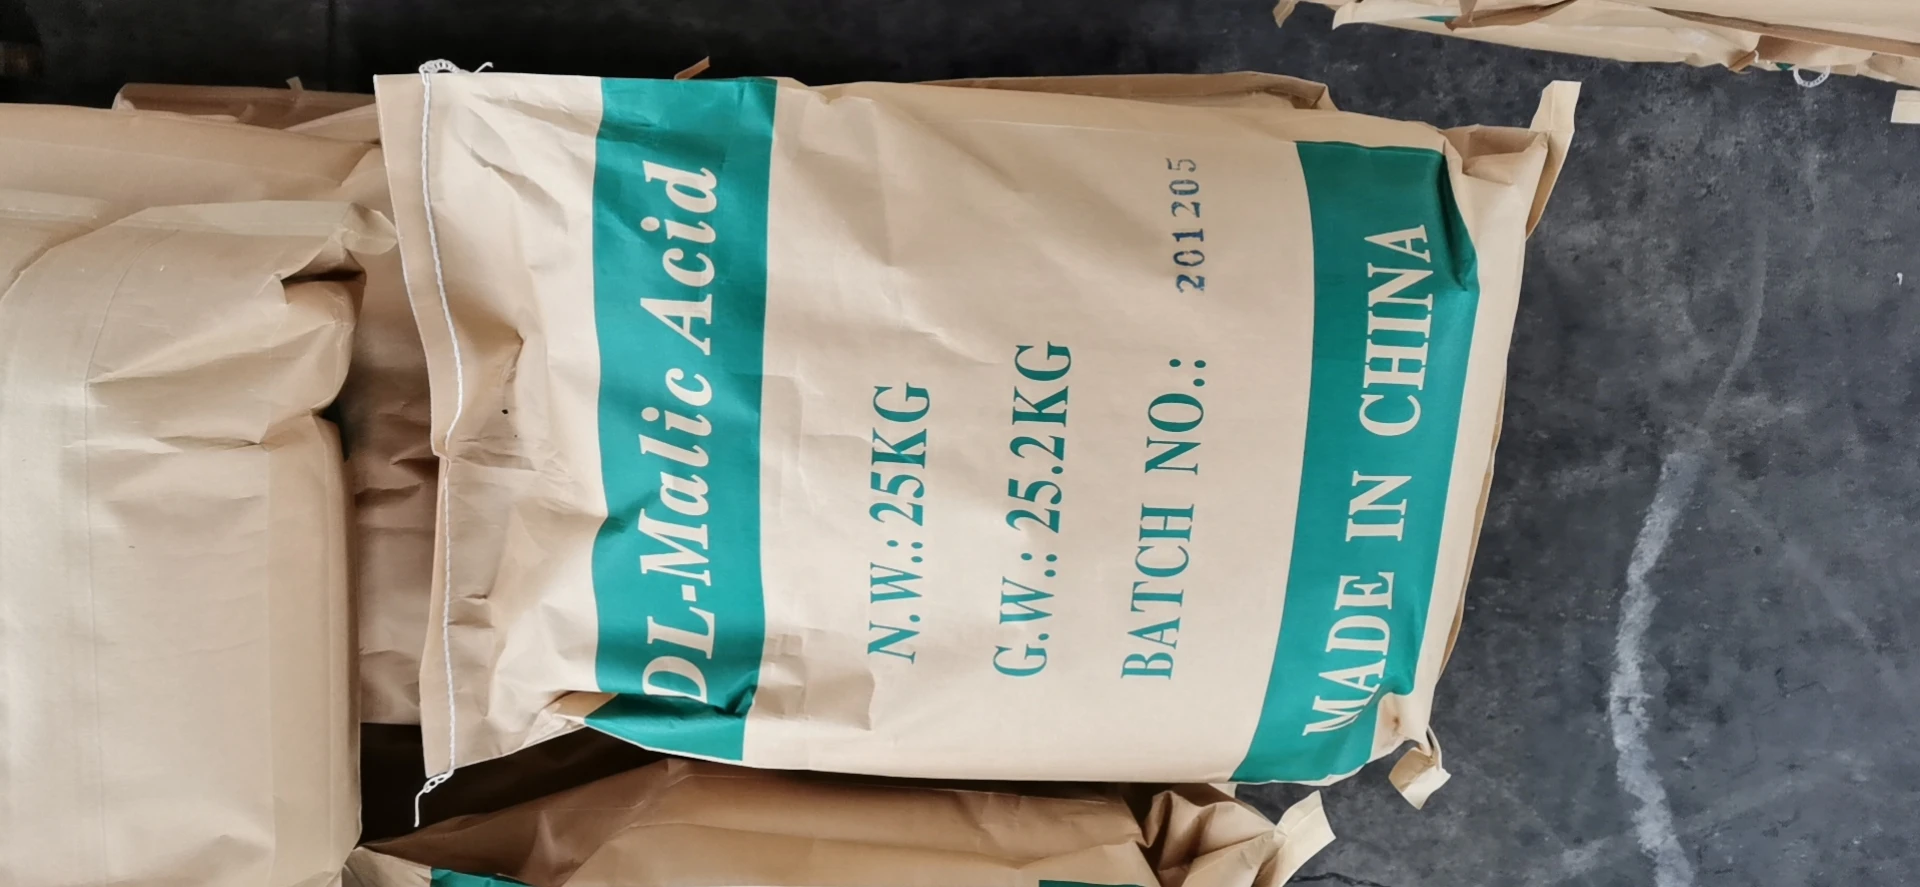 DL-Malic Acid
N.W.: 25KG
G.W.: 25.2KG
BATCH NO.: 201205
MADE IN CHINA